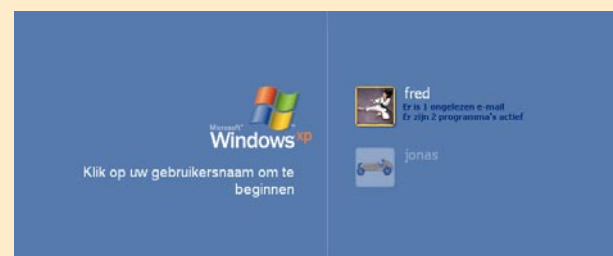 Microsoft®
Windows xp
Klik op uw gebruikersnaam om te
beginnen
fred
Er is 1 ongelezen e-mail
Er zijn 2 programma's actief
jonas